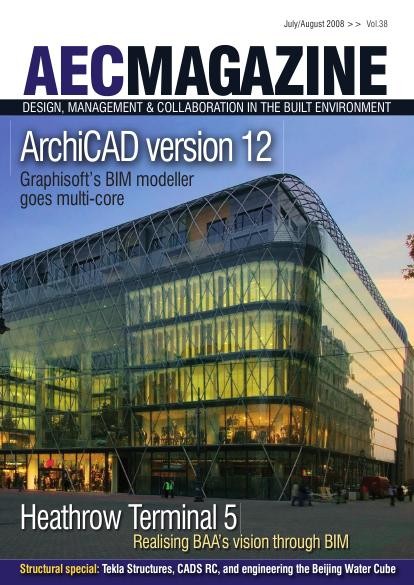 July/August 2008 >> Vol.38
AECMAGAZINE
DESIGN, MANAGEMENT & COLLABORATION IN THE BUILT ENVIRONMENT
ArchiCAD version 12
Graphisoft's BIM modeller
goes multi-core
Heathrow Terminal 5
Realising BAA's vision through BIM
Structural special: Tekla Structures, CADS RC, and engineering the Beijing Water Cube